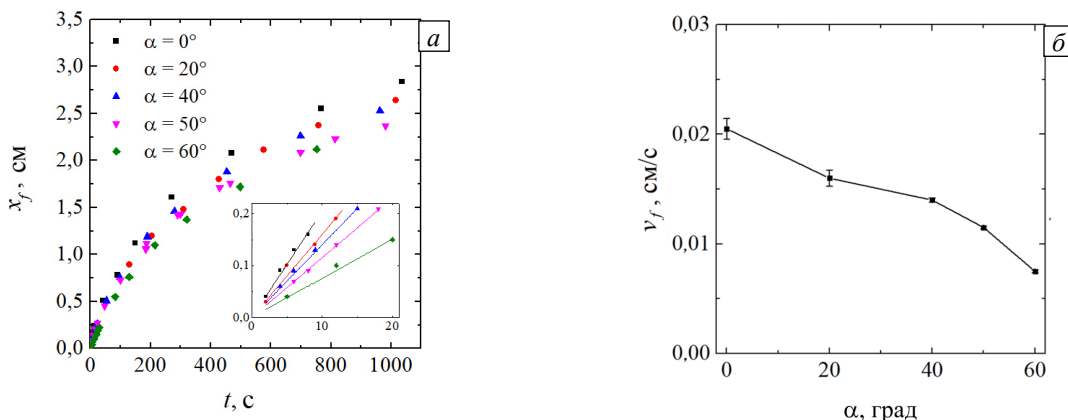 3,5
3,0
2,5
2,0
1,5
1,0
0,5
0,0
x_f, см
α = 0°
α = 20°
α = 40°
α = 50°
α = 60°
а
0,2
0,1
0,0
0 10 20
0 200 400 600 800 1000
t, с
0,03
0,02
0,01
0,00
v_f, см/с
б
0 20 40 60
α, град